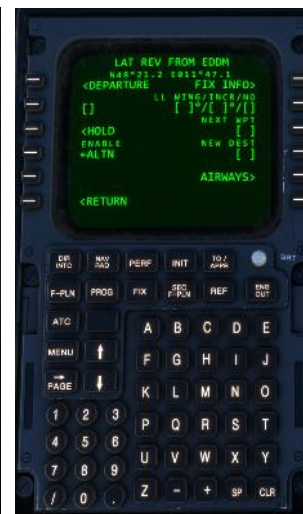 LAT REV FROM EDDM
N48°21.2 E011°47.1
<DEPARTURE FIX INFO>
LL WING/INCR/NO
[] [ ]°/[ ]°/[]
NEXT WPT
<HOLD [ ]
ENABLE NEW DEST
←ALTN [ ]
AIRWAYS>
<RETURN
BRT
DIR INTC NAV RAD PERF INIT TO/ APPR
F-PLN PROG FIX SEC F-PLN REF ENG OUT
ATC
MENU ↑
→ PAGE ↓
A B C D E
F G H I J
K L M N O
P Q R S T
U V W X Y
Z - + SP CLR
1 2 3
4 5 6
7 8 9
/ 0 .